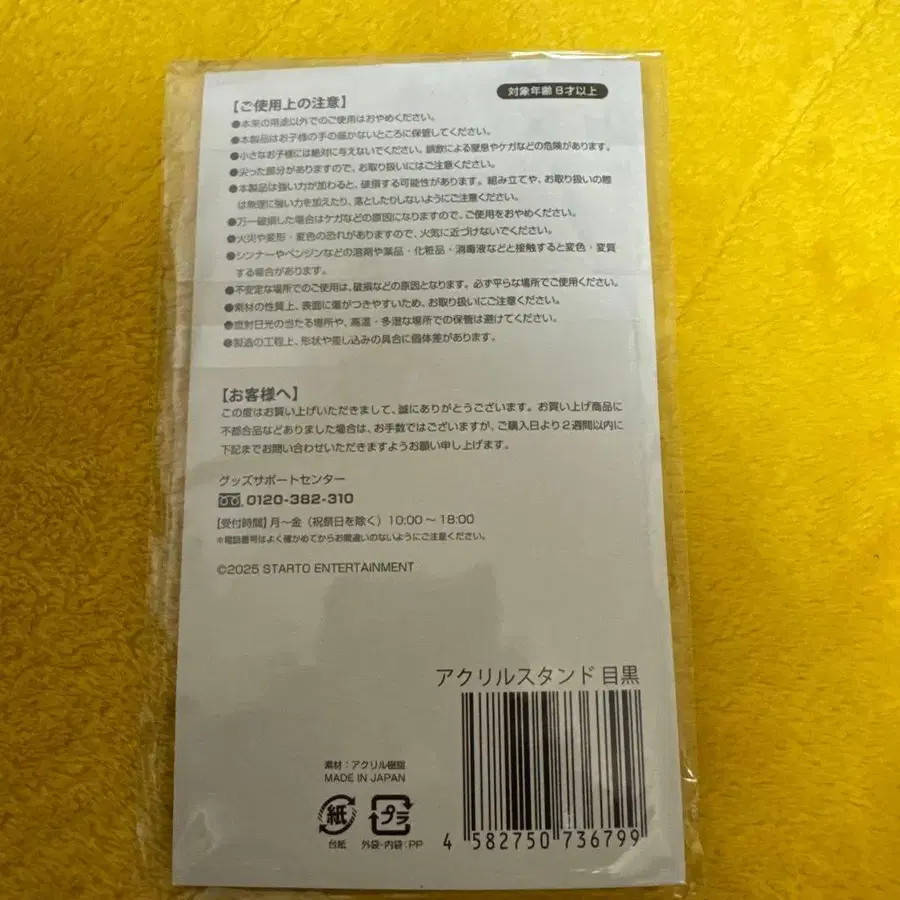 対象年齢8才以上
【ご使用上の注意】
●本来の用途以外でのご使用はおやめください。
●本製品はお子様の手の届かないところに保管してください。
●小さなお子様には絶対に与えないでください。誤飲による窒息やケガなどの危険があります。
●尖った部分がありますので、お取り扱いにはご注意ください。
●本製品は強い力が加わると、破損する可能性があります。組み立てや、お取り扱いの際
は無理に強い力を加えたり、落としたりしないようにご注意ください。
●万一破損した場合はケガなどの原因になりますので、ご使用をおやめください。
●火災や変形・変色の恐れがありますので、火気に近づけないでください。
●シンナーやベンジンなどの溶剤や薬品・化粧品・消毒液などと接触すると変色・変質
する場合があります。
●不安定な場所でのご使用は、破損などの原因となります。必ず平らな場所でご使用ください。
●素材の性質上、表面に傷がつきやすいため、お取り扱いにご注意ください。
●直射日光の当たる場所や、高温・多湿な場所での保管は避けてください。
●製造の工程上、形状や差し込みの具合に個体差があります。
【お客様へ】
この度はお買い上げいただきまして、誠にありがとうございます。お買い上げ商品に
不都合品などありました場合は、お手数ではございますが、ご購入日より2週間以内に
下記までお問い合わせいただきますようお願い申し上げます。
グッズサポートセンター
0120-382-310
【受付時間】月〜金（祝祭日を除く）10:00〜18:00
※電話番号はよく確かめてからお間違いのないようにご注意ください。
©2025 STARTO ENTERTAINMENT
アクリルスタンド 目黒
素材：アクリル樹脂
MADE IN JAPAN
紙 プラ
台紙 外袋・内袋:PP
4 582750 736799